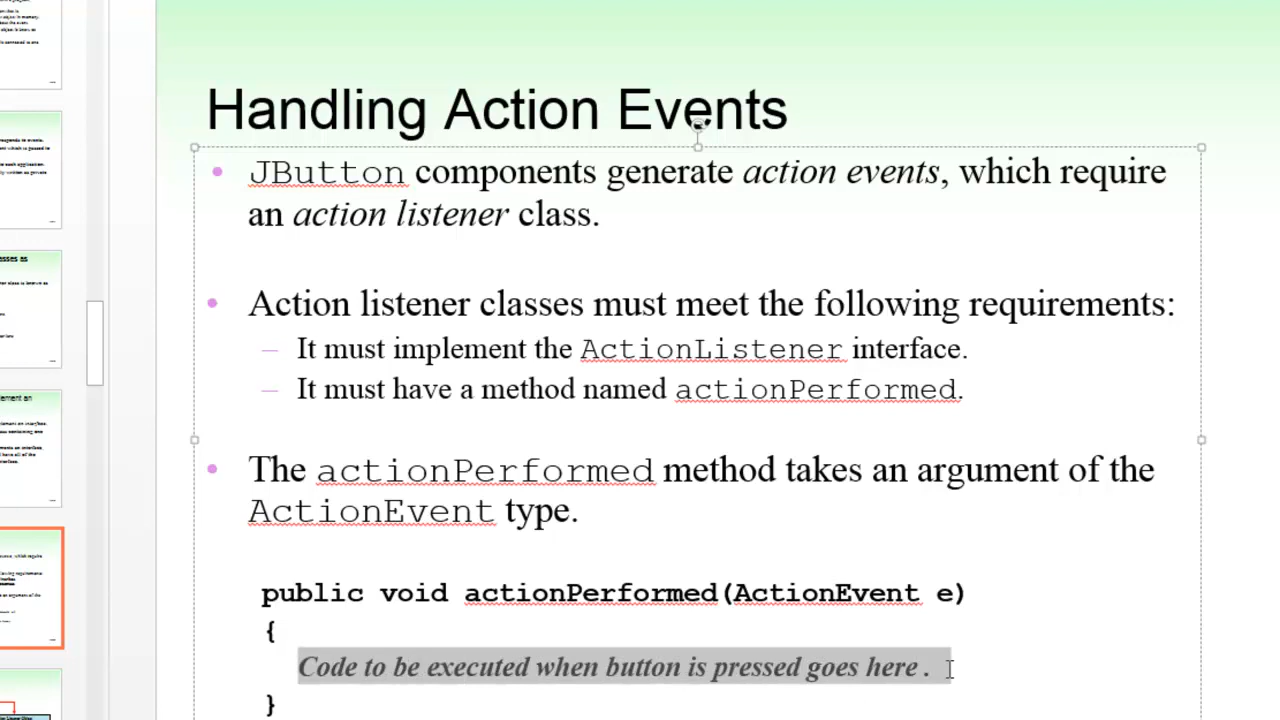 Handling Action Events
JButton components generate action events, which require
an action listener class.
Action listener classes must meet the following requirements:
– It must implement the ActionListener interface.
– It must have a method named actionPerformed.
The actionPerformed method takes an argument of the
ActionEvent type.
public void actionPerformed(ActionEvent e)
{
Code to be executed when button is pressed goes here .
}